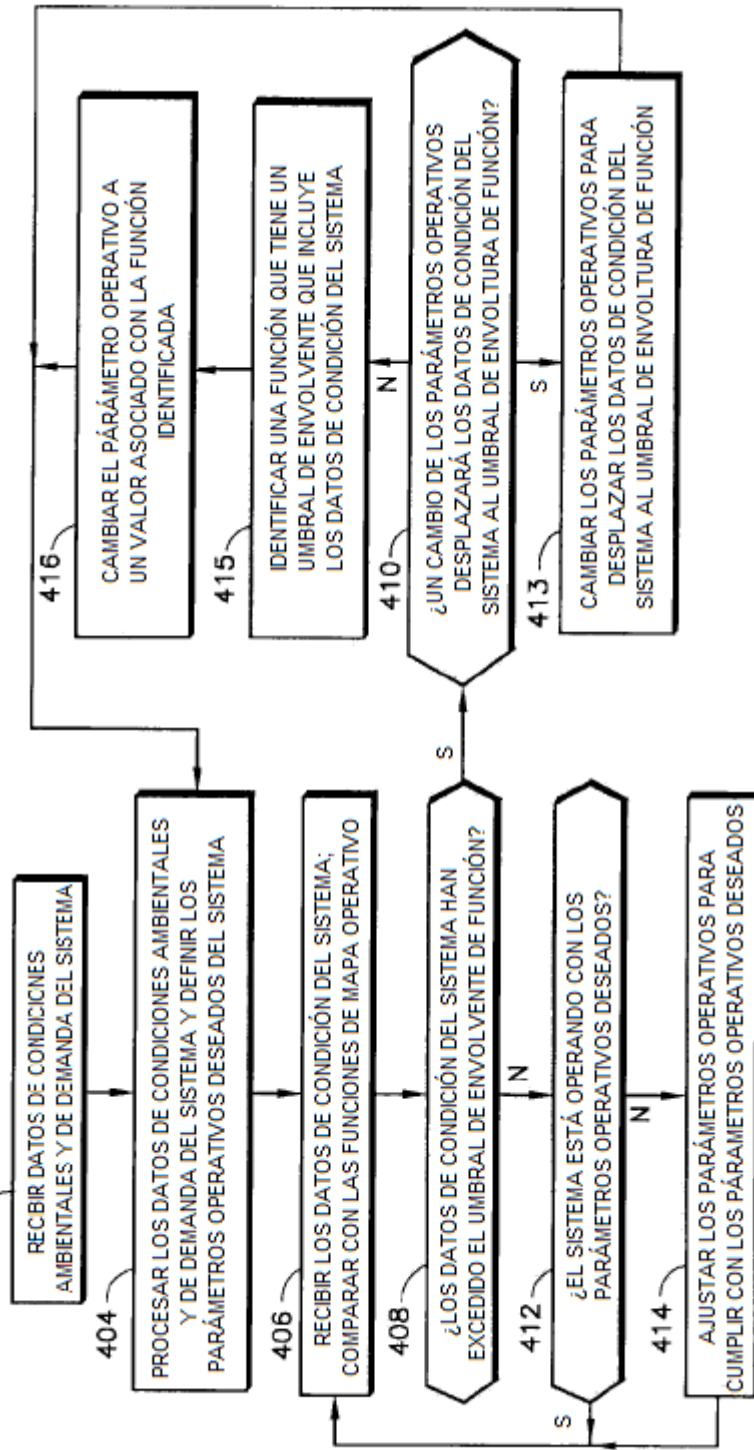 RECIBIR DATOS DE CONDICICNES
AMBIENTALES Y DE DEMANDA DEL SISTEMA
404
PROCESAR LOS DATOS DE CONDICIONES AMBIENTALES
Y DE DEMANDA DEL SISTEMA Y DEFINIR LOS
PARÁMETROS OPERATIVOS DESEADOS DEL SISTEMA
406
RECIBIR LOS DATOS DE CONDICIÓN DEL SISTEMA;
COMPARAR CON LAS FUNCIONES DE MAPA OPERATIVO
408
¿LOS DATOS DE CONDICIÓN DEL SISTEMA HAN
EXCEDIDO EL UMBRAL DE ENVOLVENTE DE FUNCIÓN?
S
N
412
¿EL SISTEMA ESTÁ OPERANDO CON LOS
PARÁMETROS OPERATIVOS DESEADOS?
S
N
414
AJUSTAR LOS PARÁMETROS OPERATIVOS PARA
CUMPLIR CON LOS PÁRAMETROS OPERATIVOS DESEADOS
416
CAMBIAR EL PÁRÁMETRO OPERATIVO A
UN VALOR ASOCIADO CON LA FUNCIÓN
IDENTIFICADA
415
IDENTIFICAR UNA FUNCIÓN QUE TIENE UN
UMBRAL DE ENVOLVENTE QUE INCLUYE
LOS DATOS DE CONDICIÓN DEL SISTEMA
N
410
¿UN CAMBIO DE LOS PARÁMETROS OPERATIVOS
DESPLAZARÁ LOS DATOS DE CONDICIÓN DEL
SISTEMA AL UMBRAL DE ENVOLTURA DE FUNCIÓN?
S
413
CAMBIAR LOS PARÁMETROS OPERATIVOS PARA
DESPLAZAR LOS DATOS DE CONDICIÓN DEL
SISTEMA AL UMBRAL DE ENVOLTURA DE FUNCIÓN